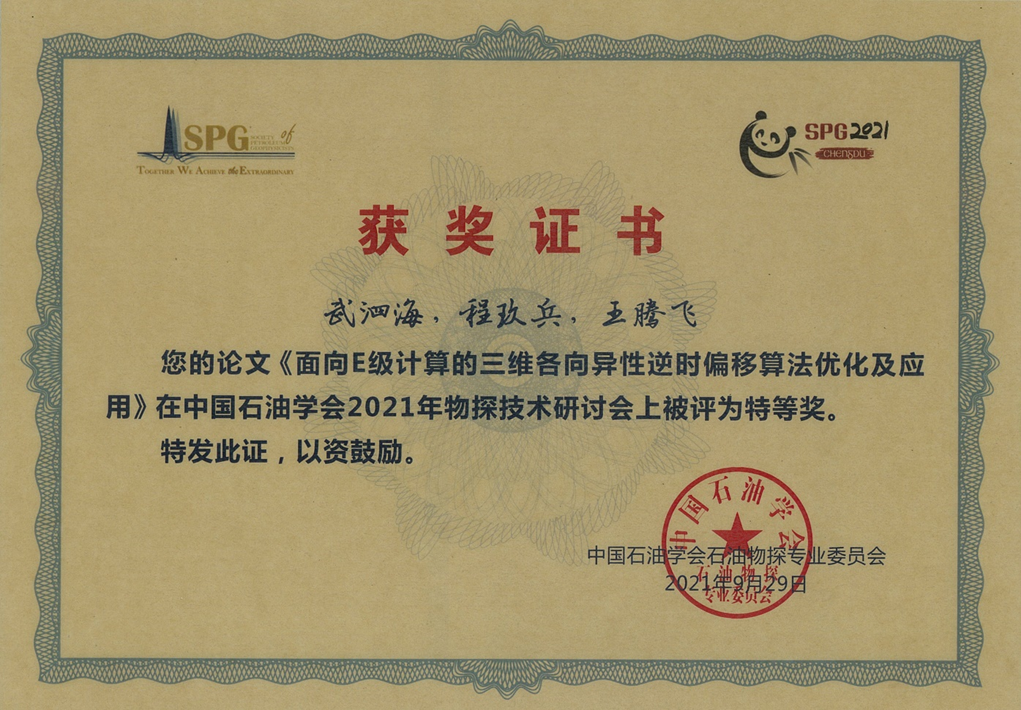 SPG of
SOCIETY
PETROLEUM
GEOPHYSICISTS
TOGETHER WE ACHIEVE the EXTRAORDINARY
SPG2021
CHENGDU
获奖证书
武泗海，程玖兵，王腾飞
您的论文《面向E级计算的三维各向异性逆时偏移算法优化及应
用》在中国石油学会2021年物探技术研讨会上被评为特等奖。
特发此证，以资鼓励。
中国石油学会
中国石油学会石油物探专业委员会
石油物探
2021年9月29日
专业委员会